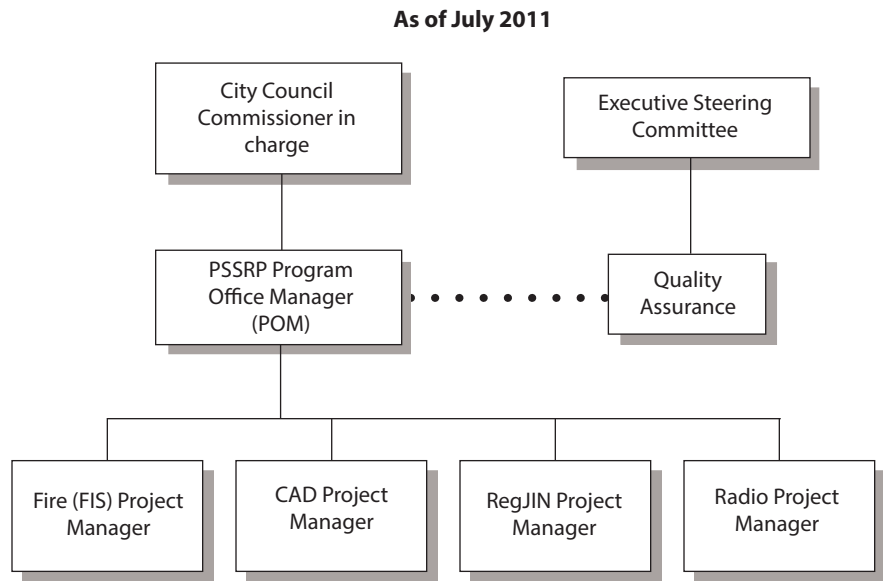 As of July 2011
City Council
Commissioner in
charge
Executive Steering
Committee
PSSRP Program
Office Manager
(POM)
Quality
Assurance
Fire (FIS) Project
Manager
CAD Project
Manager
RegJIN Project
Manager
Radio Project
Manager